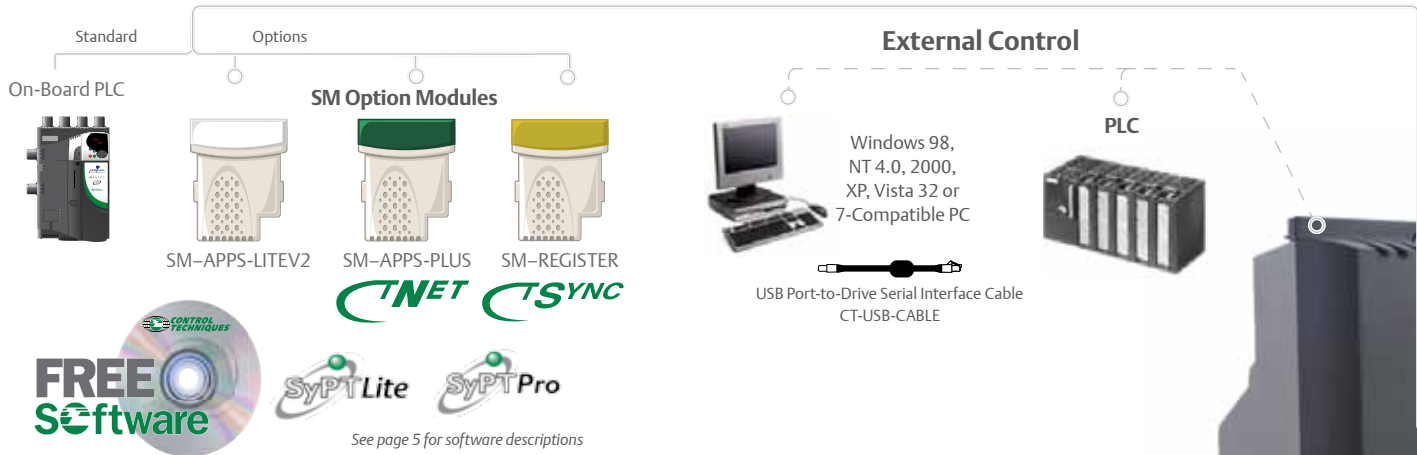 Standard
Options
External Control
On-Board PLC
SM Option Modules
PLC
Windows 98,
NT 4.0, 2000,
XP, Vista 32 or
7-Compatible PC
SM–APPS-LITEV2
SM–APPS-PLUS
SM–REGISTER
CTNET
CTSYNC
USB Port-to-Drive Serial Interface Cable
CT-USB-CABLE
CONTROL
TECHNIQUES
FREE
Software
SyPTLite
SyPTPro
See page 5 for software descriptions